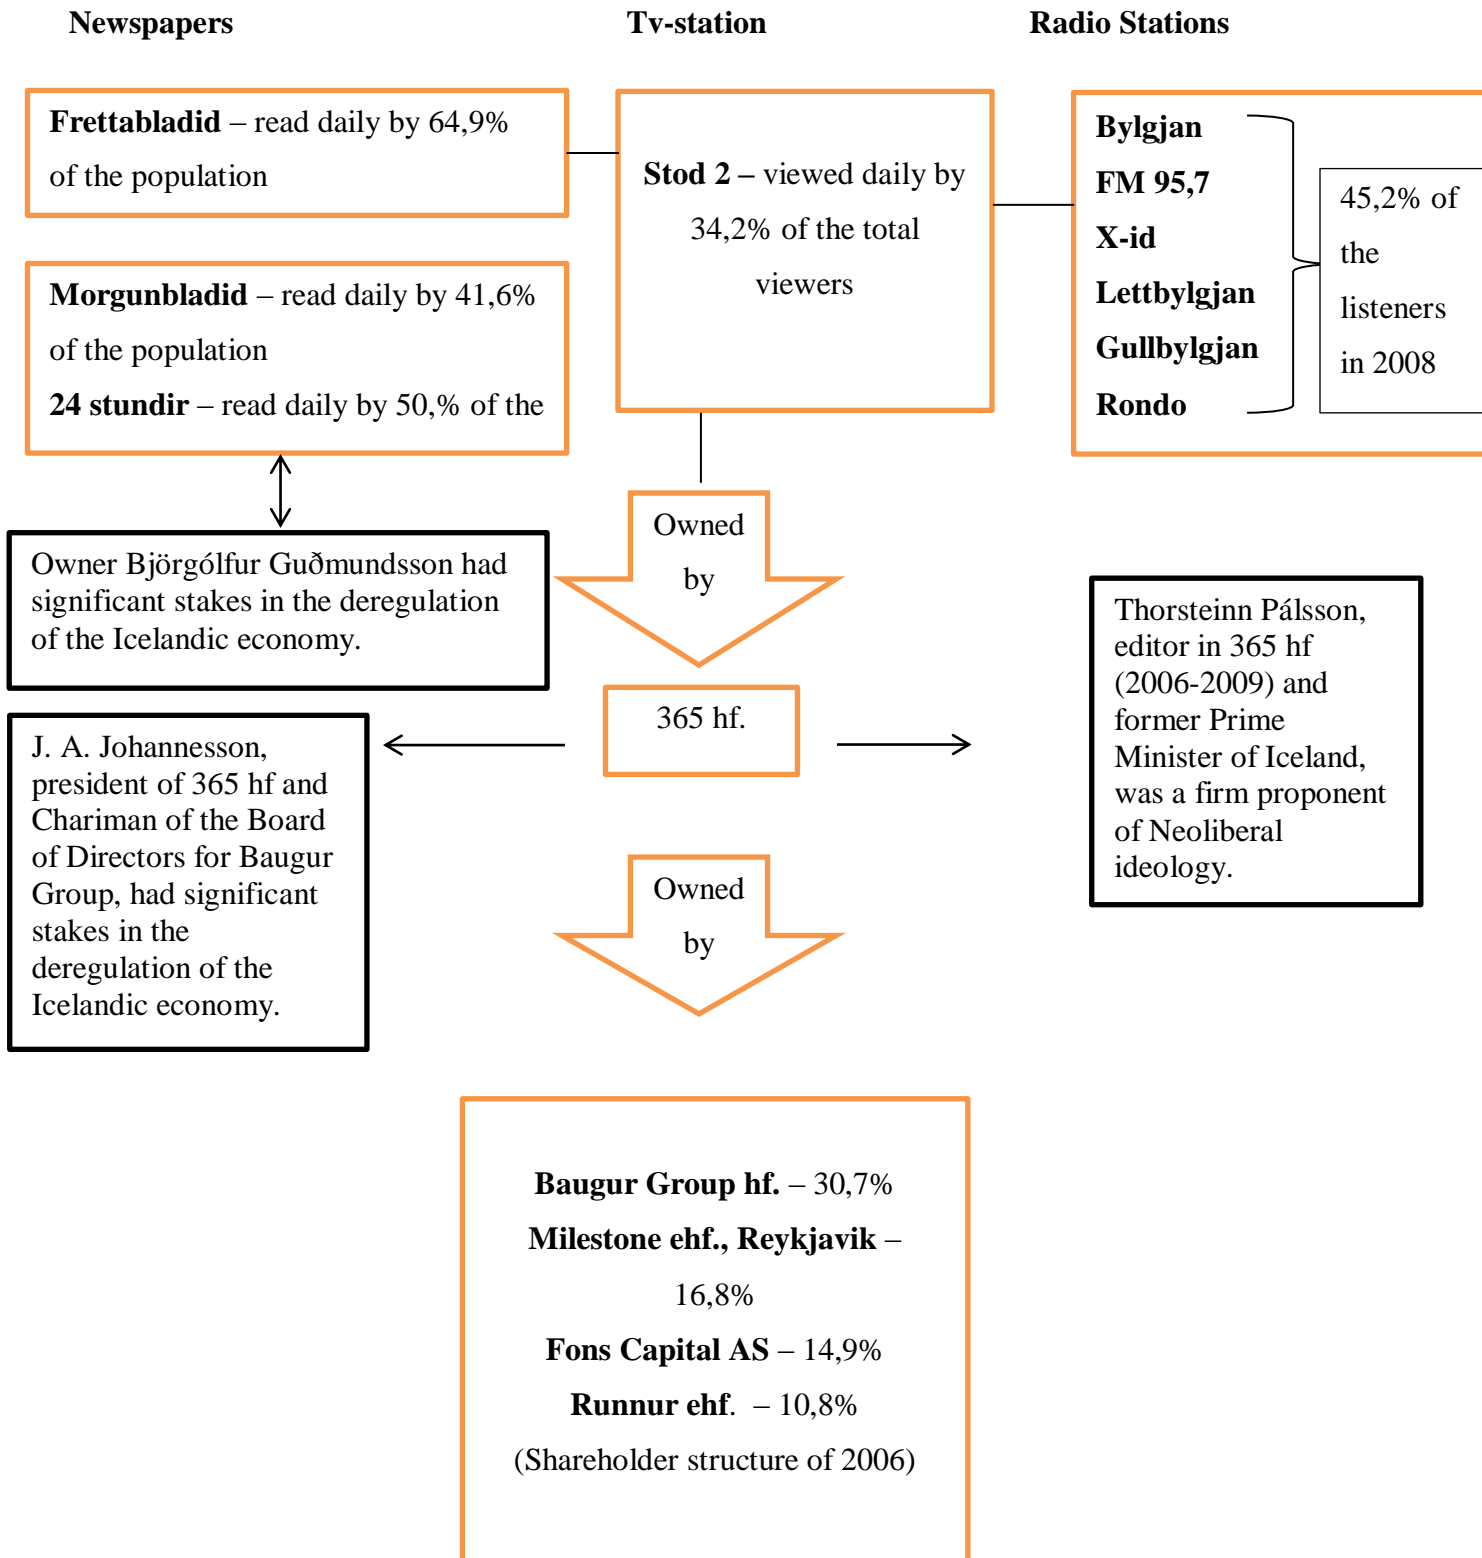 Newspapers
Tv-station
Radio Stations
Frettabladid – read daily by 64,9%
of the population
Morgunbladid – read daily by 41,6%
of the population
24 stundir – read daily by 50,% of the
Stod 2 – viewed daily by
34,2% of the total
viewers
Bylgjan
FM 95,7
X-id
Lettbylgjan
Gullbylgjan
Rondo
45,2% of
the
listeners
in 2008
Owner Björgólfur Guðmundsson had
significant stakes in the deregulation
of the Icelandic economy.
Owned
by
365 hf.
J. A. Johannesson,
president of 365 hf and
Chariman of the Board
of Directors for Baugur
Group, had significant
stakes in the
deregulation of the
Icelandic economy.
Thorsteinn Pálsson,
editor in 365 hf
(2006-2009) and
former Prime
Minister of Iceland,
was a firm proponent
of Neoliberal
ideology.
Owned
by
Baugur Group hf. – 30,7%
Milestone ehf., Reykjavik –
16,8%
Fons Capital AS – 14,9%
Runnur ehf. – 10,8%
(Shareholder structure of 2006)